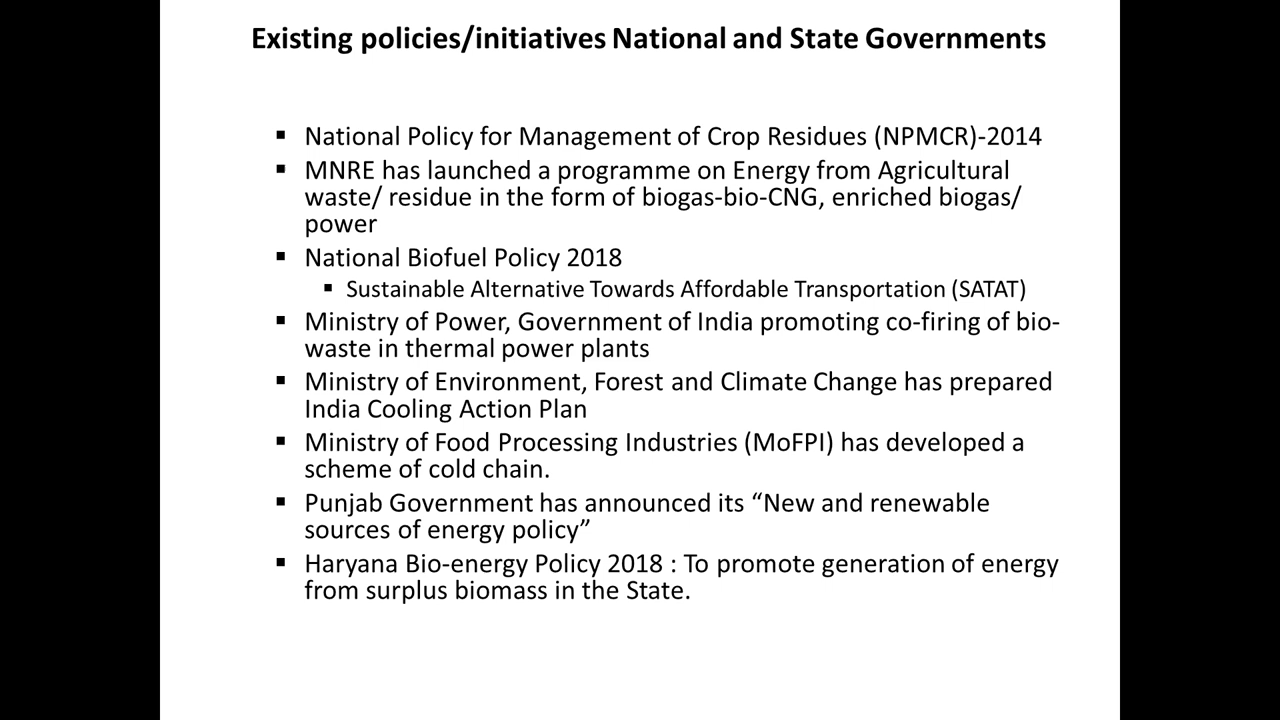 Existing policies/initiatives National and State Governments
▪ National Policy for Management of Crop Residues (NPMCR)-2014
▪ MNRE has launched a programme on Energy from Agricultural
waste/ residue in the form of biogas-bio-CNG, enriched biogas/
power
▪ National Biofuel Policy 2018
▪ Sustainable Alternative Towards Affordable Transportation (SATAT)
▪ Ministry of Power, Government of India promoting co-firing of bio-
waste in thermal power plants
▪ Ministry of Environment, Forest and Climate Change has prepared
India Cooling Action Plan
▪ Ministry of Food Processing Industries (MoFPI) has developed a
scheme of cold chain.
▪ Punjab Government has announced its “New and renewable
sources of energy policy”
▪ Haryana Bio-energy Policy 2018 : To promote generation of energy
from surplus biomass in the State.